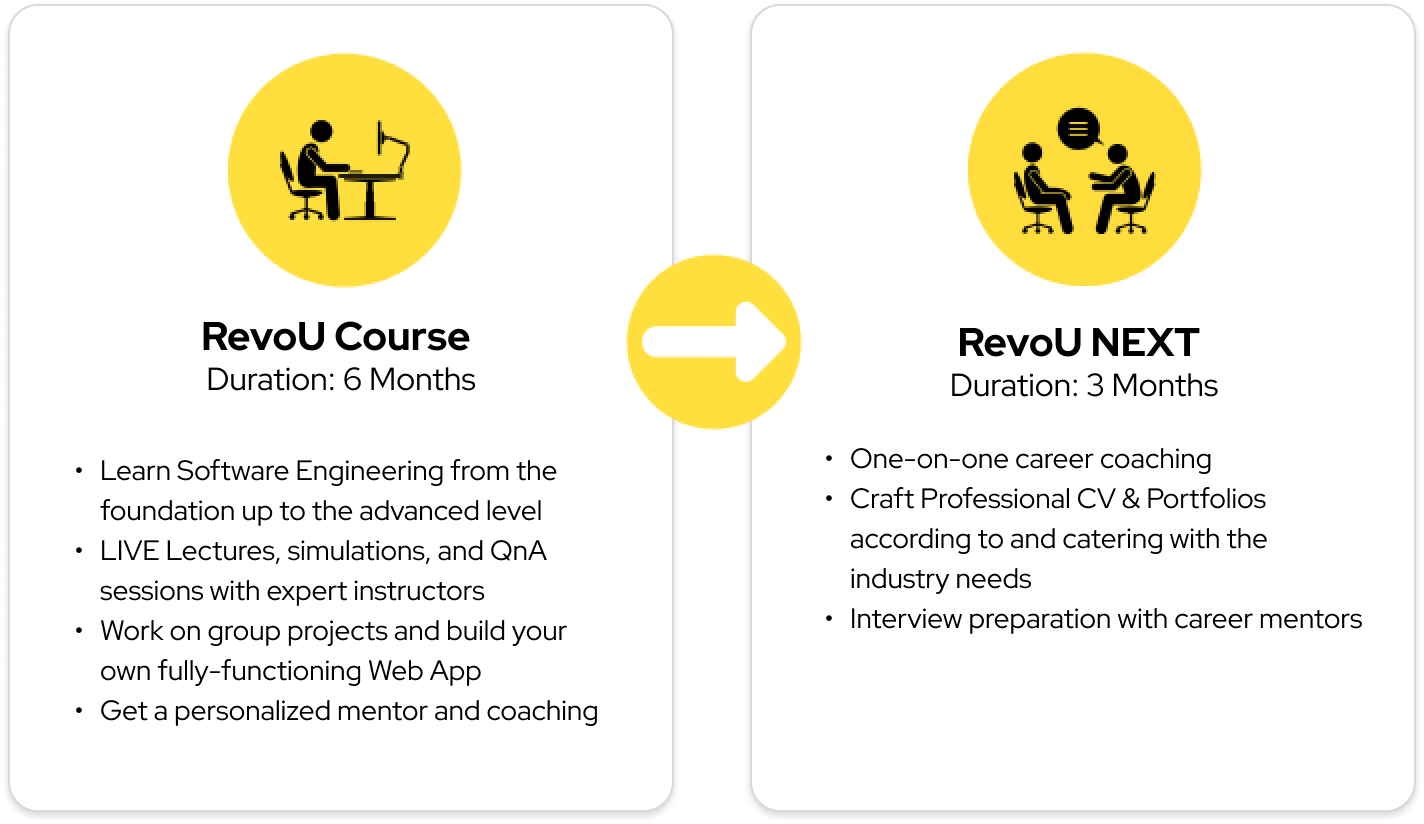 RevoU Course
Duration: 6 Months
• Learn Software Engineering from the
foundation up to the advanced level
• LIVE Lectures, simulations, and QnA
sessions with expert instructors
• Work on group projects and build your
own fully-functioning Web App
• Get a personalized mentor and coaching
RevoU NEXT
Duration: 3 Months
• One-on-one career coaching
• Craft Professional CV & Portfolios
according to and catering with the
industry needs
• Interview preparation with career mentors